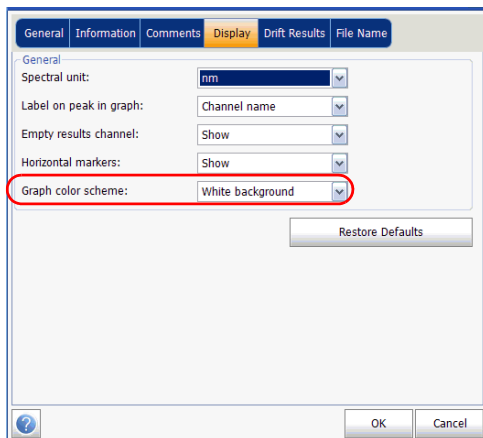 General Information Comments Display Drift Results File Name
General
Spectral unit: nm
Label on peak in graph: Channel name
Empty results channel: Show
Horizontal markers: Show
Graph color scheme: White background
Restore Defaults
? OK Cancel